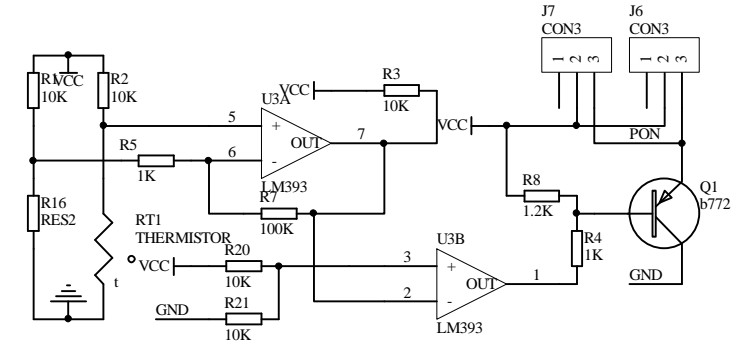 J7
CON3
J6
CON3
1
2
3
1
2
3
R1
VCC
10K
R2
10K
VCC
R3
10K
U3A
5
+
6
-
OUT
7
LM393
VCC
PON
R5
1K
R7
100K
R8
1.2K
Q1
b772
R16
RES2
RT1
THERMISTOR
t
VCC
R20
10K
GND
R21
10K
U3B
3
+
2
-
OUT
1
LM393
R4
1K
GND